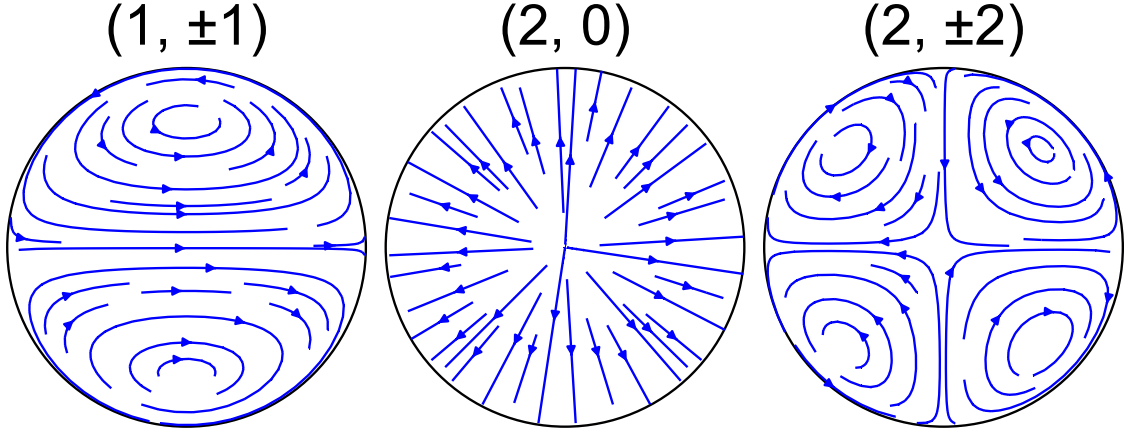 (1, ±1) (2, 0) (2, ±2)